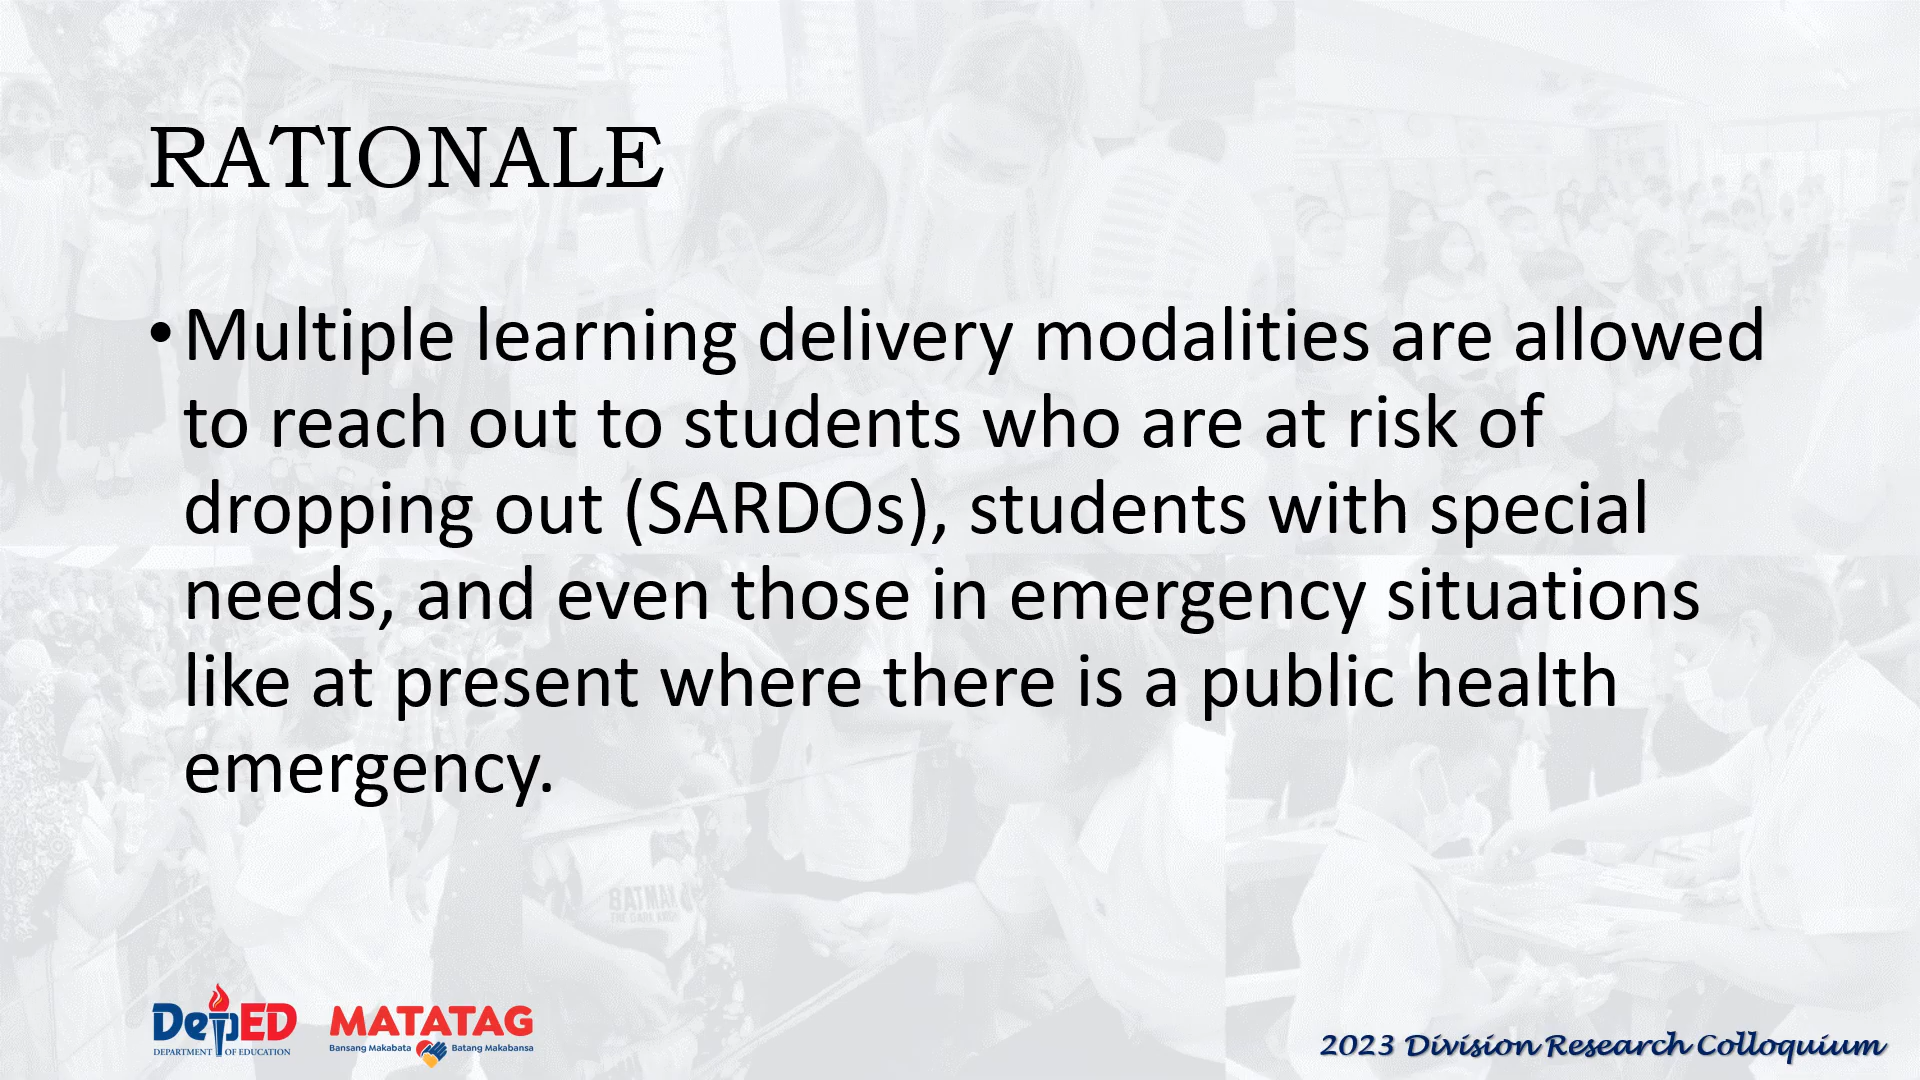 RATIONALE
•Multiple learning delivery modalities are allowed
to reach out to students who are at risk of
dropping out (SARDOs), students with special
needs, and even those in emergency situations
like at present where there is a public health
emergency.
BATMAN
DepED
DEPARTMENT OF EDUCATION
MATATAG
Bansang Makabata Batang Makabansa
2023 Division Research Colloquium